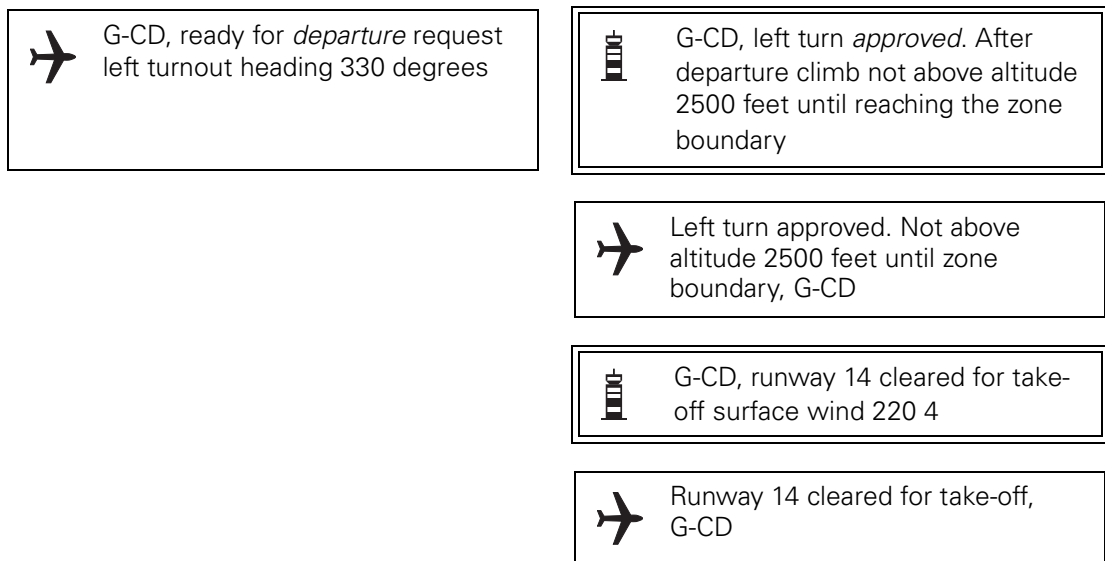 G-CD, ready for departure request
left turnout heading 330 degrees
G-CD, left turn approved. After
departure climb not above altitude
2500 feet until reaching the zone
boundary
Left turn approved. Not above
altitude 2500 feet until zone
boundary, G-CD
G-CD, runway 14 cleared for take-
off surface wind 220 4
Runway 14 cleared for take-off,
G-CD